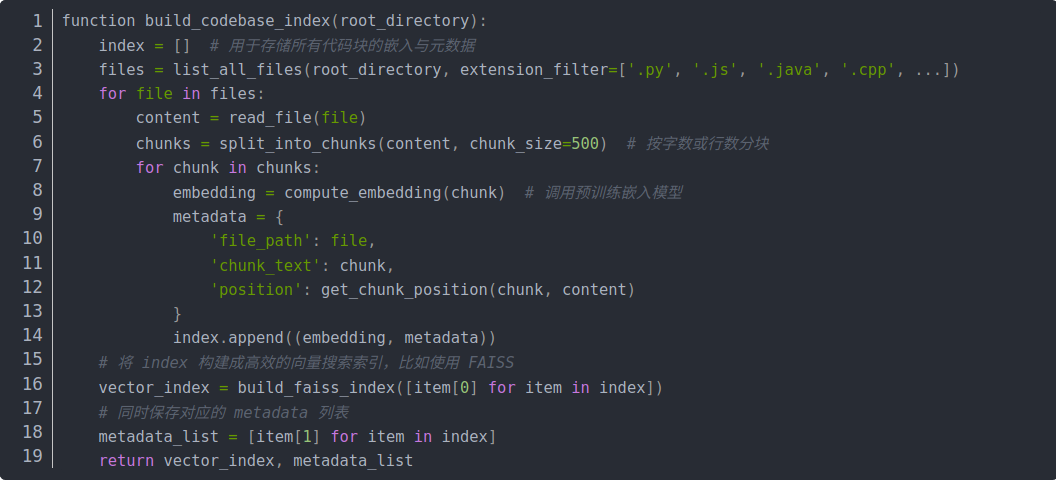 1 function build_codebase_index(root_directory):
2     index = []  # 用于存储所有代码块的嵌入与元数据
3     files = list_all_files(root_directory, extension_filter=['.py', '.js', '.java', '.cpp', ...])
4     for file in files:
5         content = read_file(file)
6         chunks = split_into_chunks(content, chunk_size=500)  # 按字数或行数分块
7         for chunk in chunks:
8             embedding = compute_embedding(chunk)  # 调用预训练嵌入模型
9             metadata = {
10                 'file_path': file,
11                 'chunk_text': chunk,
12                 'position': get_chunk_position(chunk, content)
13             }
14             index.append((embedding, metadata))
15     # 将 index 构建成高效的向量搜索索引，比如使用 FAISS
16     vector_index = build_faiss_index([item[0] for item in index])
17     # 同时保存对应的 metadata 列表
18     metadata_list = [item[1] for item in index]
19     return vector_index, metadata_list